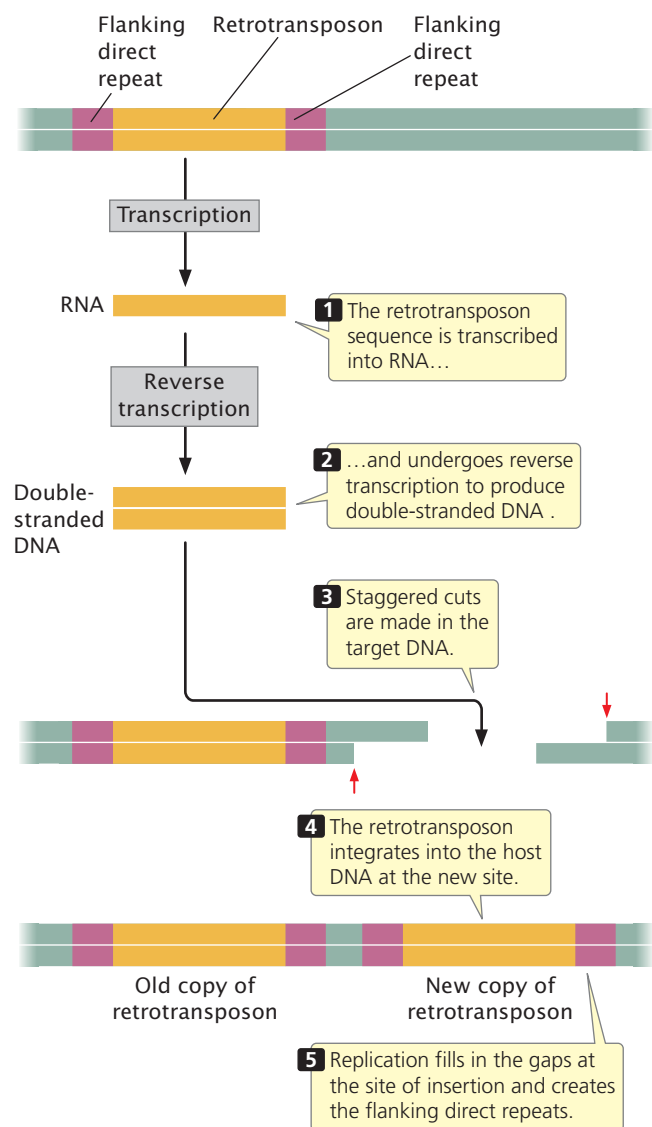 Flanking
direct
repeat
Retrotransposon
Flanking
direct
repeat
Transcription
RNA
1 The retrotransposon
sequence is transcribed
into RNA…
Reverse
transcription
2 …and undergoes reverse
transcription to produce
double-stranded DNA .
Double-
stranded
DNA
3 Staggered cuts
are made in the
target DNA.
4 The retrotransposon
integrates into the host
DNA at the new site.
Old copy of
retrotransposon
New copy of
retrotransposon
5 Replication fills in the gaps at
the site of insertion and creates
the flanking direct repeats.